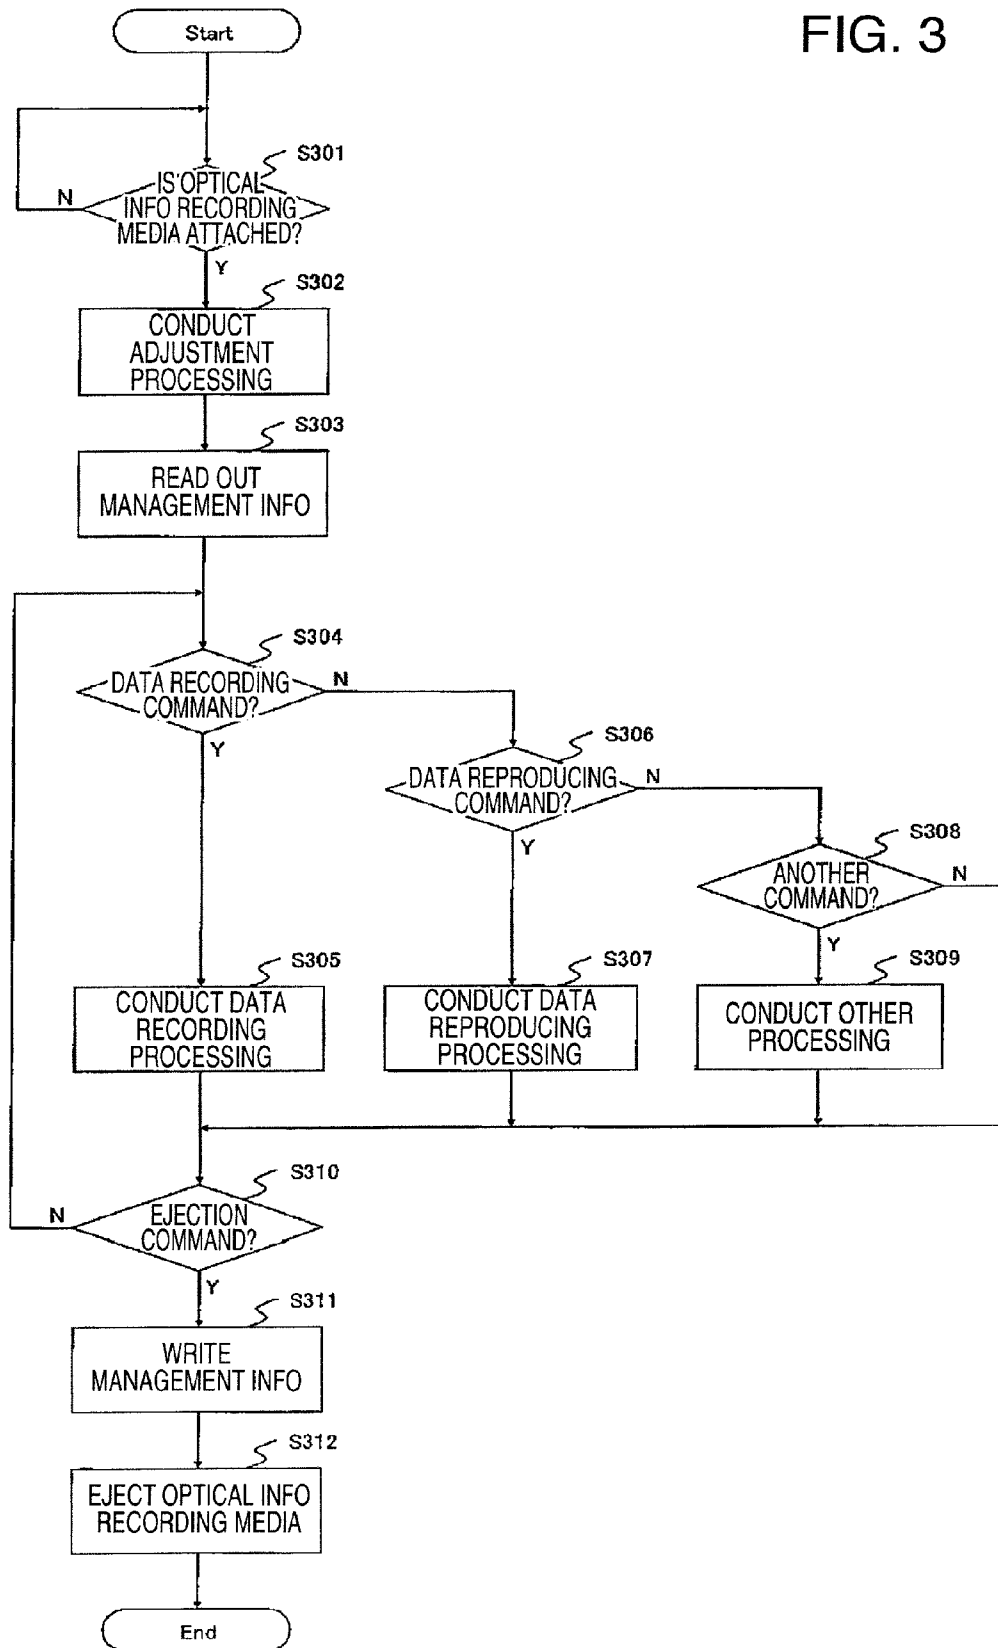 FIG. 3
Start
S301
IS OPTICAL
INFO RECORDING
MEDIA ATTACHED?
N
Y
S302
CONDUCT
ADJUSTMENT
PROCESSING
S303
READ OUT
MANAGEMENT INFO
S304
DATA RECORDING
COMMAND?
N
Y
S306
DATA REPRODUCING
COMMAND?
N
Y
S308
ANOTHER
COMMAND?
N
Y
S305
CONDUCT DATA
RECORDING
PROCESSING
S307
CONDUCT DATA
REPRODUCING
PROCESSING
S309
CONDUCT OTHER
PROCESSING
S310
EJECTION
COMMAND?
N
Y
S311
WRITE
MANAGEMENT INFO
S312
EJECT OPTICAL INFO
RECORDING MEDIA
End